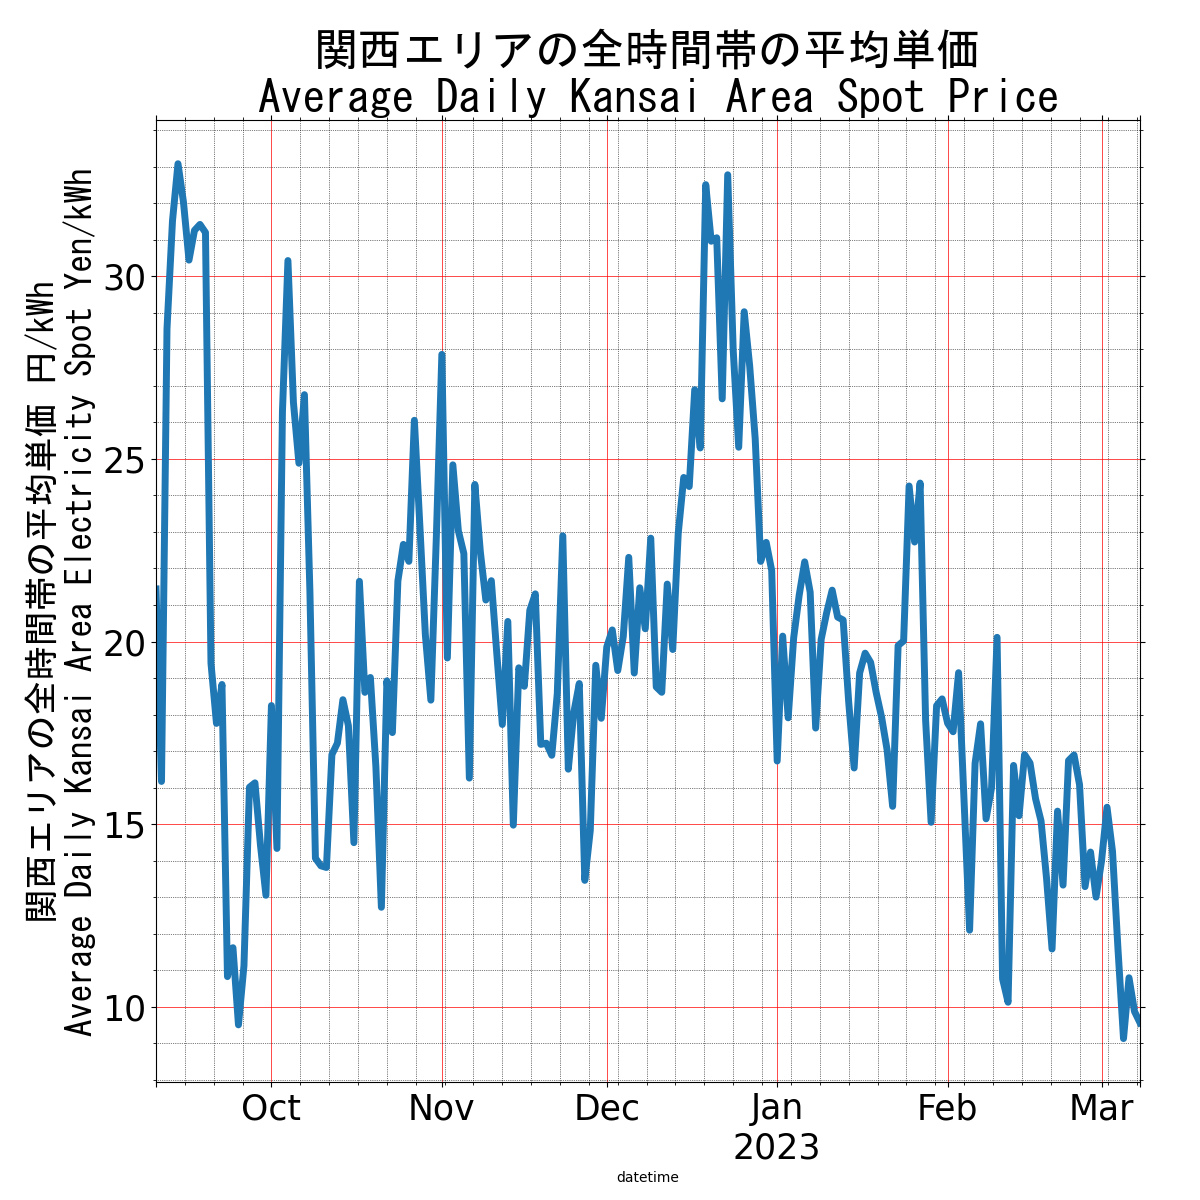 関西エリアの全時間帯の平均単価
Average Daily Kansai Area Spot Price
関西エリアの全時間帯の平均単価 円/kWh
Average Daily Kansai Area Electricity Spot Yen/kWh
30
25
20
15
10
Oct
Nov
Dec
Jan
2023
Feb
Mar
datetime